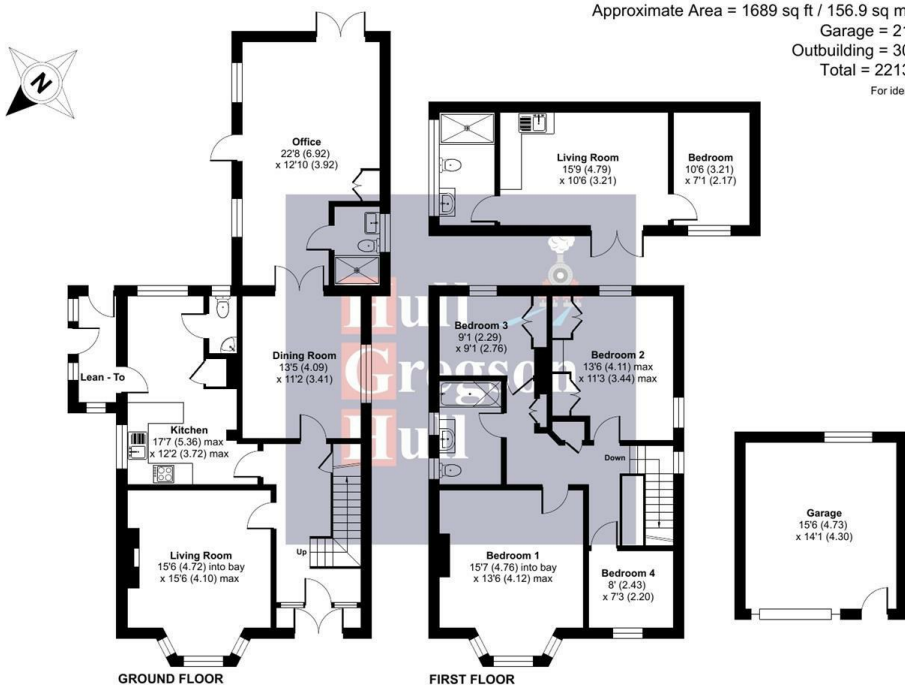 Approximate Area = 1689 sq ft / 156.9 sq m
Garage = 21
Outbuilding = 30
Total = 2213
For ide
N
Office
22'8 (6.92)
x 12'10 (3.92)
Living Room
15'9 (4.79)
x 10'6 (3.21)
Bedroom
10'6 (3.21)
x 7'1 (2.17)
Hull
Gregson
Hull
Lean - To
Dining Room
13'5 (4.09)
x 11'2 (3.41)
Kitchen
17'7 (5.36) max
x 12'2 (3.72) max
Living Room
15'6 (4.72) into bay
x 15'6 (4.10) max
Up
GROUND FLOOR
Bedroom 3
9'1 (2.29)
x 9'1 (2.76)
Bedroom 2
13'6 (4.11) max
x 11'3 (3.44) max
Down
Bedroom 1
15'7 (4.76) into bay
x 13'6 (4.12) max
Bedroom 4
8' (2.43)
x 7'3 (2.20)
FIRST FLOOR
Garage
15'6 (4.73)
x 14'1 (4.30)